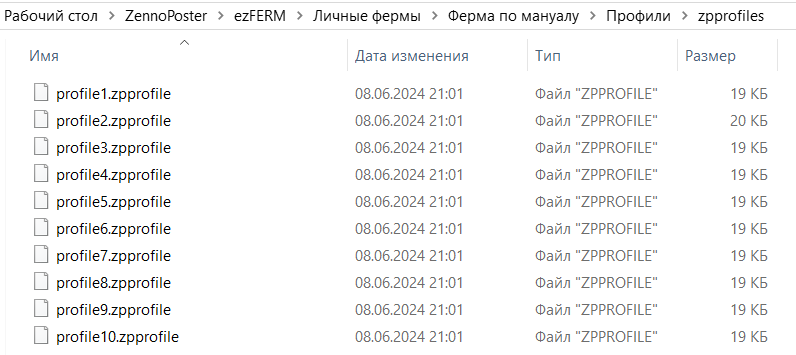 Рабочий стол > ZennoPoster > ezFERM > Личные фермы > Ферма по мануалу > Профили > zpprofiles
Имя Дата изменения Тип Размер
profile1.zpprofile 08.06.2024 21:01 Файл "ZPPROFILE" 19 КБ
profile2.zpprofile 08.06.2024 21:01 Файл "ZPPROFILE" 20 КБ
profile3.zpprofile 08.06.2024 21:01 Файл "ZPPROFILE" 19 КБ
profile4.zpprofile 08.06.2024 21:01 Файл "ZPPROFILE" 19 КБ
profile5.zpprofile 08.06.2024 21:01 Файл "ZPPROFILE" 19 КБ
profile6.zpprofile 08.06.2024 21:01 Файл "ZPPROFILE" 19 КБ
profile7.zpprofile 08.06.2024 21:01 Файл "ZPPROFILE" 19 КБ
profile8.zpprofile 08.06.2024 21:01 Файл "ZPPROFILE" 19 КБ
profile9.zpprofile 08.06.2024 21:01 Файл "ZPPROFILE" 19 КБ
profile10.zpprofile 08.06.2024 21:01 Файл "ZPPROFILE" 19 КБ